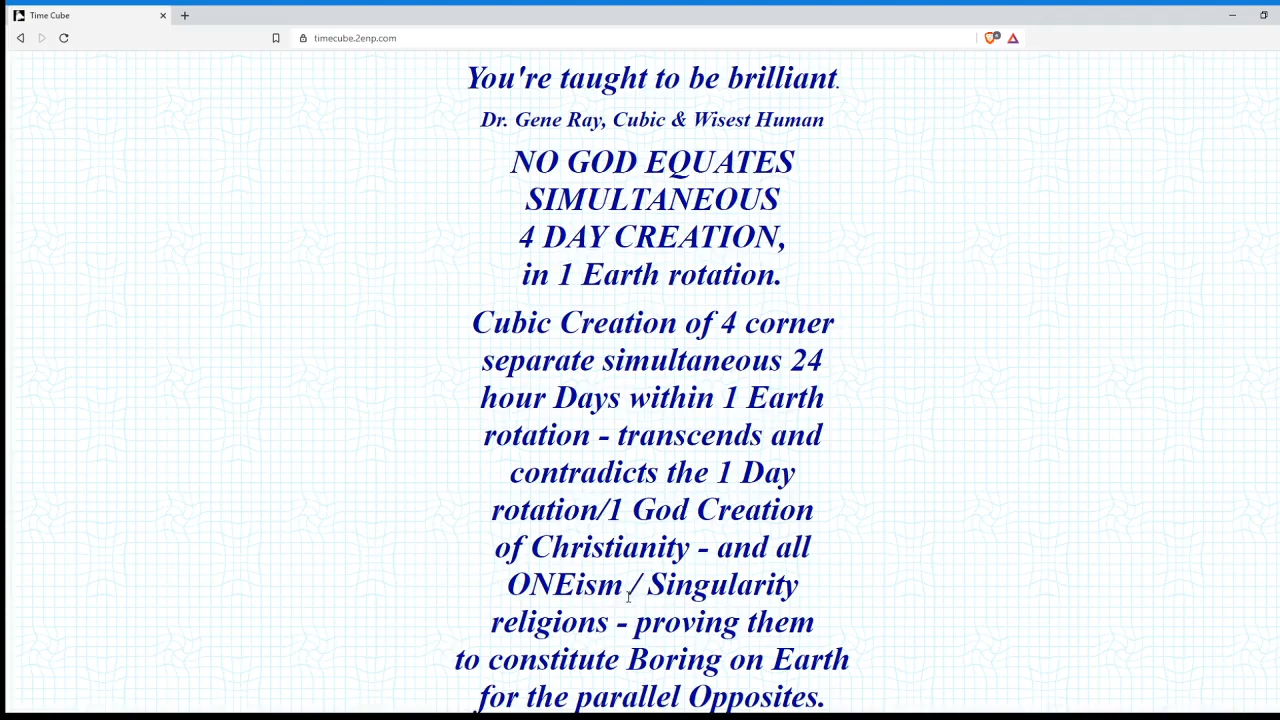 Time Cube
timecube.2enp.com
You're taught to be brilliant.
Dr. Gene Ray, Cubic & Wisest Human
NO GOD EQUATES
SIMULTANEOUS
4 DAY CREATION,
in 1 Earth rotation.
Cubic Creation of 4 corner
separate simultaneous 24
hour Days within 1 Earth
rotation - transcends and
contradicts the 1 Day
rotation/1 God Creation
of Christianity - and all
ONEism / Singularity
religions - proving them
to constitute Boring on Earth
for the parallel Opposites.